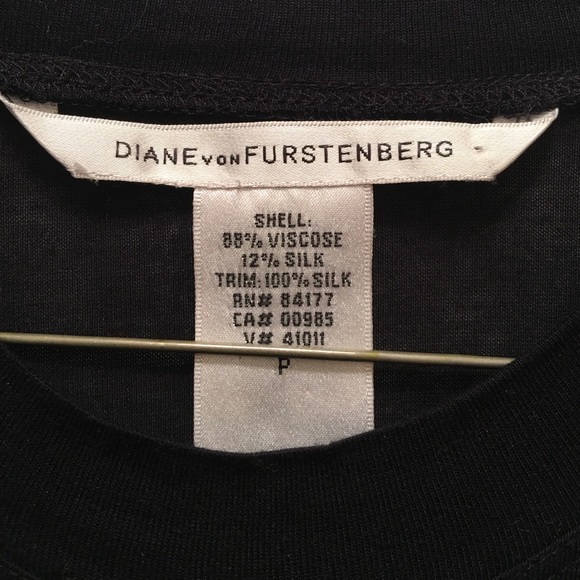 DIANE VON FURSTENBERG
SHELL:
88% VISCOSE
12% SILK
TRIM: 100% SILK
RN# 84177
CA# 00985
V# 41011
P